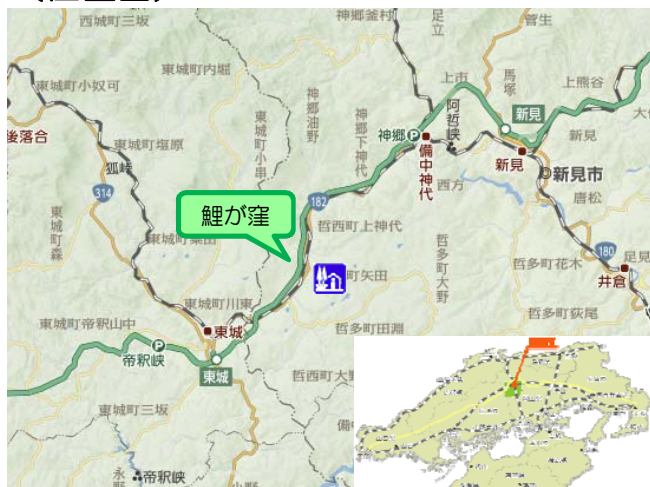 西城町三坂
神郷釜村
足立
菅生
東城町小奴可
東城町内堀
神郷油野
上市
馬塚
上熊谷
後落合
東城町塩原
東城町小串
神郷下神代
神郷
阿哲峡
新見
新見
狐峠
備中神代
新見
新見市
314
182
西方
唐松
鯉が窪
東城町森
哲西町上神代
180
足見
町矢田
哲多町大野
哲多町花木
井倉
東城町川東
東城町帝釈山中
東城
哲多町田淵
哲多町荻尾
帝釈峡
東城
東城町三坂
帝釈峡